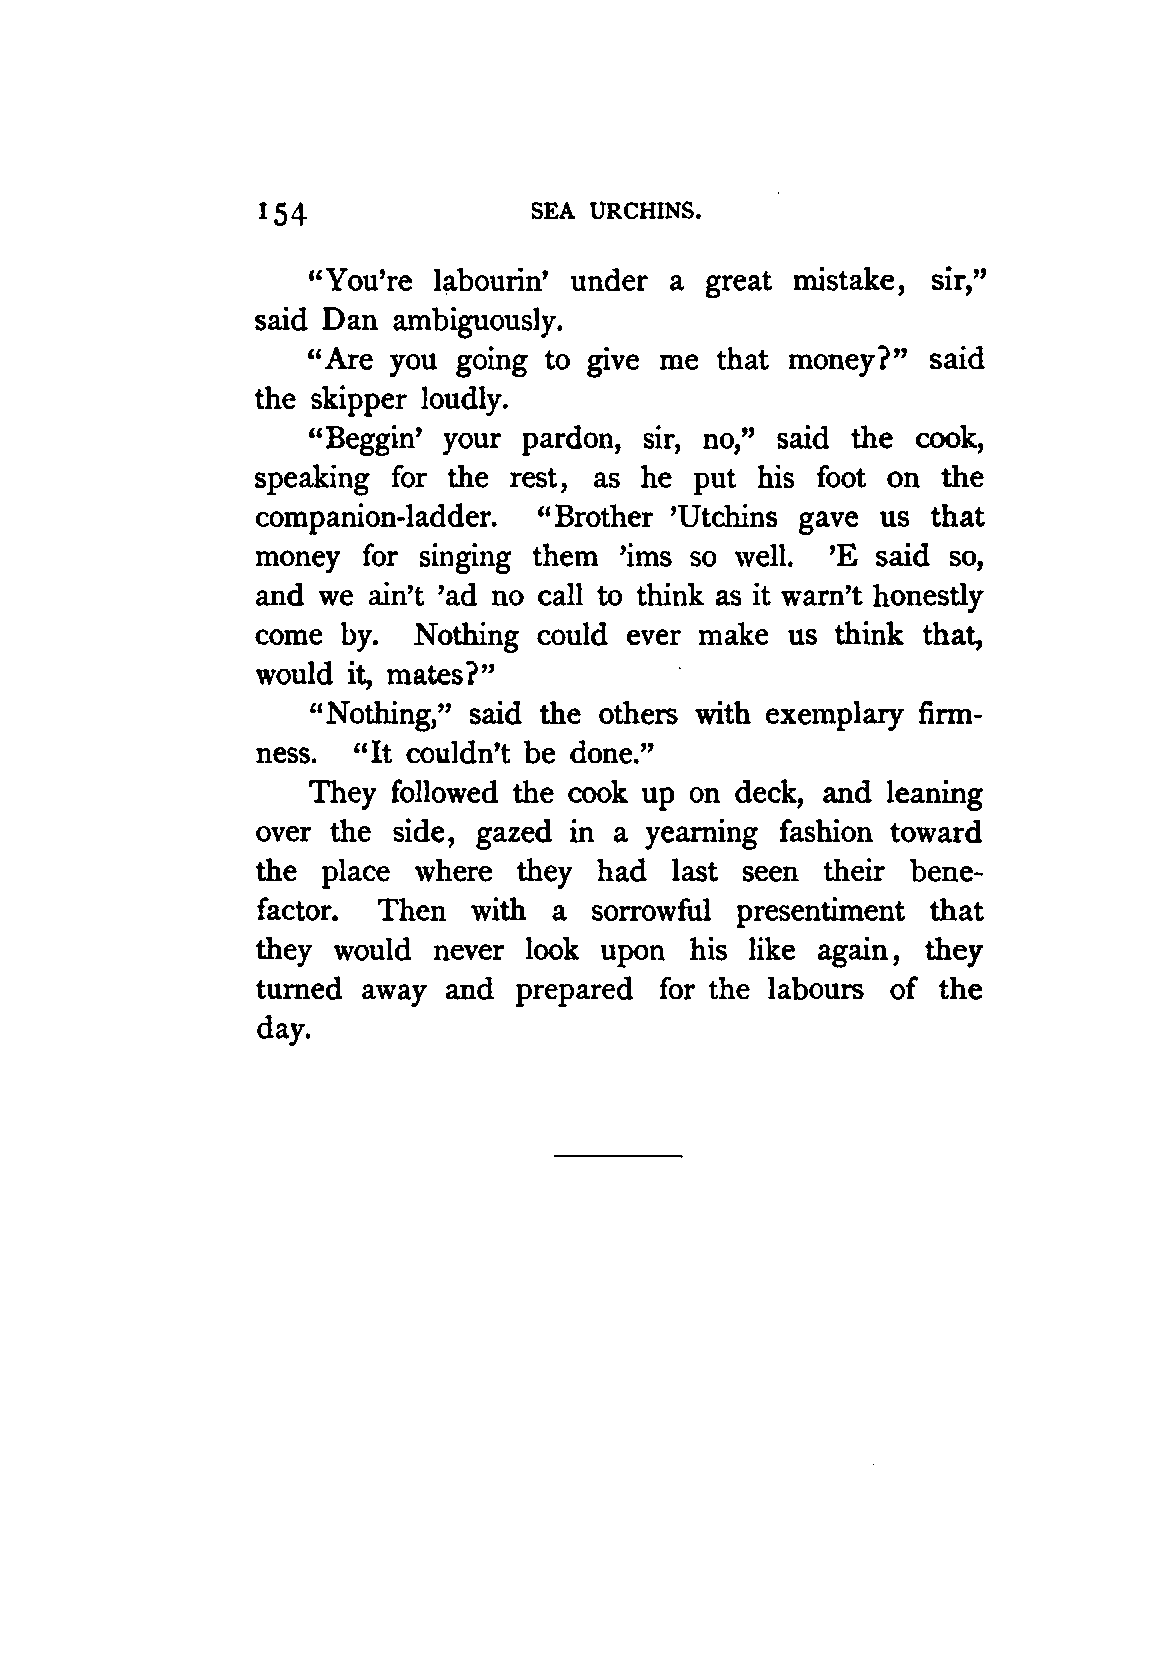 154 SEA URCHINS.
“You're labourin' under a great mistake, sir,”
said Dan ambiguously.
“Are you going to give me that money?” said
the skipper loudly.
“Beggin' your pardon, sir, no,” said the cook,
speaking for the rest, as he put his foot on the
companion-ladder. “Brother 'Utchins gave us that
money for singing them 'ims so well. 'E said so,
and we ain't 'ad no call to think as it warn't honestly
come by. Nothing could ever make us think that,
would it, mates?”
“Nothing,” said the others with exemplary firm-
ness. “It couldn't be done.”
They followed the cook up on deck, and leaning
over the side, gazed in a yearning fashion toward
the place where they had last seen their bene-
factor. Then with a sorrowful presentiment that
they would never look upon his like again, they
turned away and prepared for the labours of the
day.